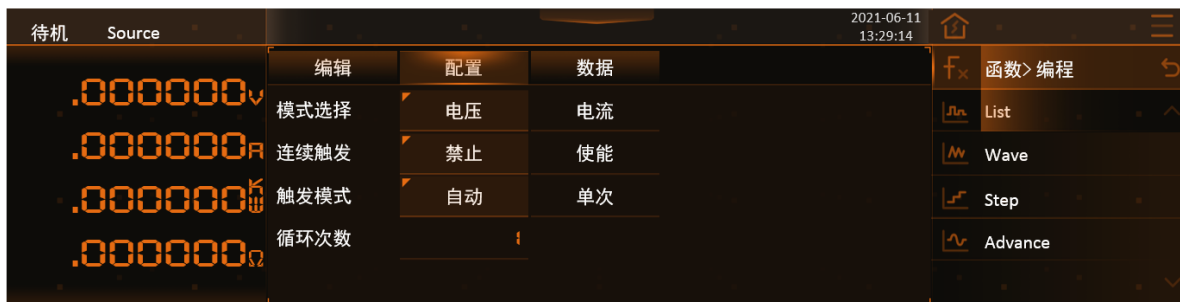 待机 Source
2021-06-11
13:29:14
.000000V
.000000A
.000000KW
.000000Ω
编辑 配置 数据
模式选择 电压 电流
连续触发 禁止 使能
触发模式 自动 单次
循环次数 1
fx 函数> 编程
List
Wave
Step
Advance